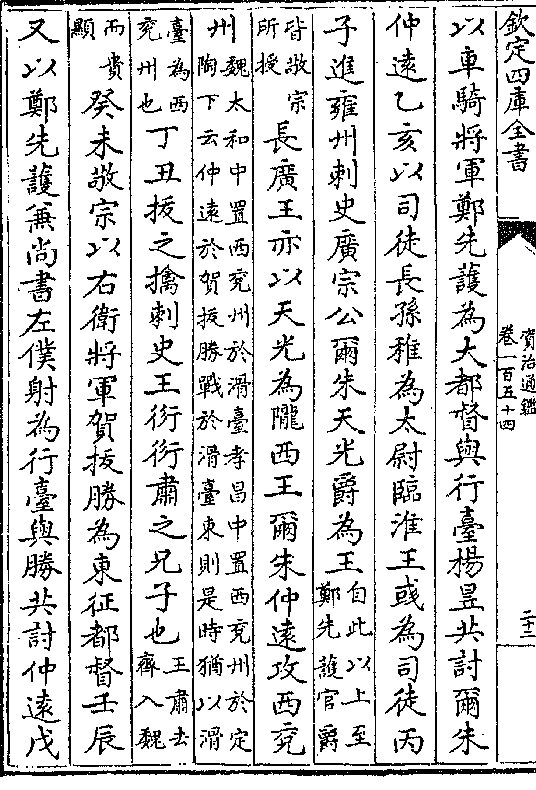 欽定四庫全書
資治通鑑
卷一百五十四
二十三
以車騎將軍鄭先護為大都督與行臺楊昱共討爾朱
仲遠乙亥以司徒長孫稚為太尉臨淮王彧為司徒丙
子進雍州刺史廣宗公爾朱天光爵為王
自此以上至
鄭先護官爵
皆敬宗
所授
長廣王亦以天光為隴西王爾朱仲遠攻西兗
州
魏太和中置西兗州於滑臺孝昌中置西兗州於定
陶下云仲遠於賀拔勝戰於滑臺東則是時猶以滑
臺為西
兗州也
丁丑拔之擒刺史王衍衍肅之兄子也
王肅去
齊入魏
而貴
顯
癸未敬宗以右衛將軍賀拔勝為東征都督壬辰
又以鄭先護兼尚書左僕射為行臺與勝共討仲遠戊